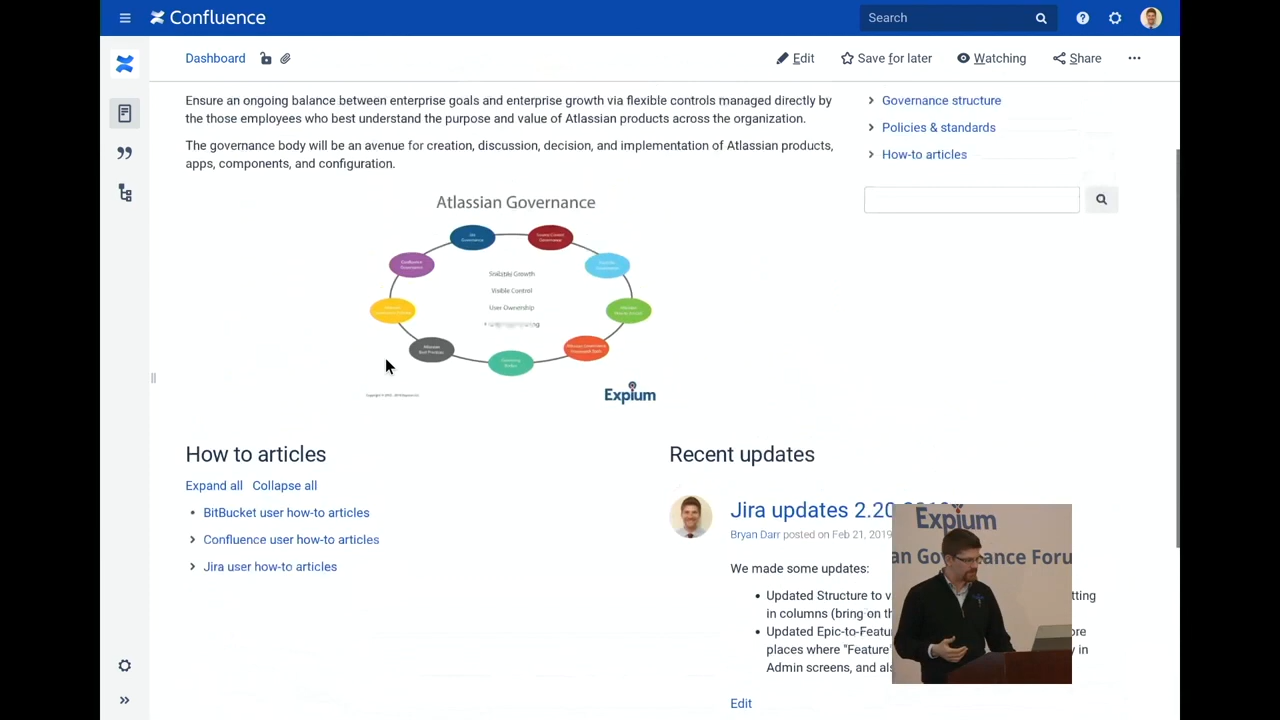 Confluence
Search
Dashboard
Edit
Save for later
Watching
Share
Ensure an ongoing balance between enterprise goals and enterprise growth via flexible controls managed directly by
the those employees who best understand the purpose and value of Atlassian products across the organization.
The governance body will be an avenue for creation, discussion, decision, and implementation of Atlassian products,
apps, components, and configuration.
Governance structure
Policies & standards
How-to articles
Atlassian Governance
Governance
Governance
Scalable Growth
Visible Control
User Ownership
Atlassian
Best Practices
Expium
How to articles
Expand all Collapse all
BitBucket user how-to articles
Confluence user how-to articles
Jira user how-to articles
Recent updates
Jira updates 2.20
Bryan Darr posted on Feb 21, 2019
We made some updates:
Updated Structure to
in columns (bring on
Updated Epic-to-Featu
places where "Feature"
Admin screens, and
Edit
Expium
an Governance Foru